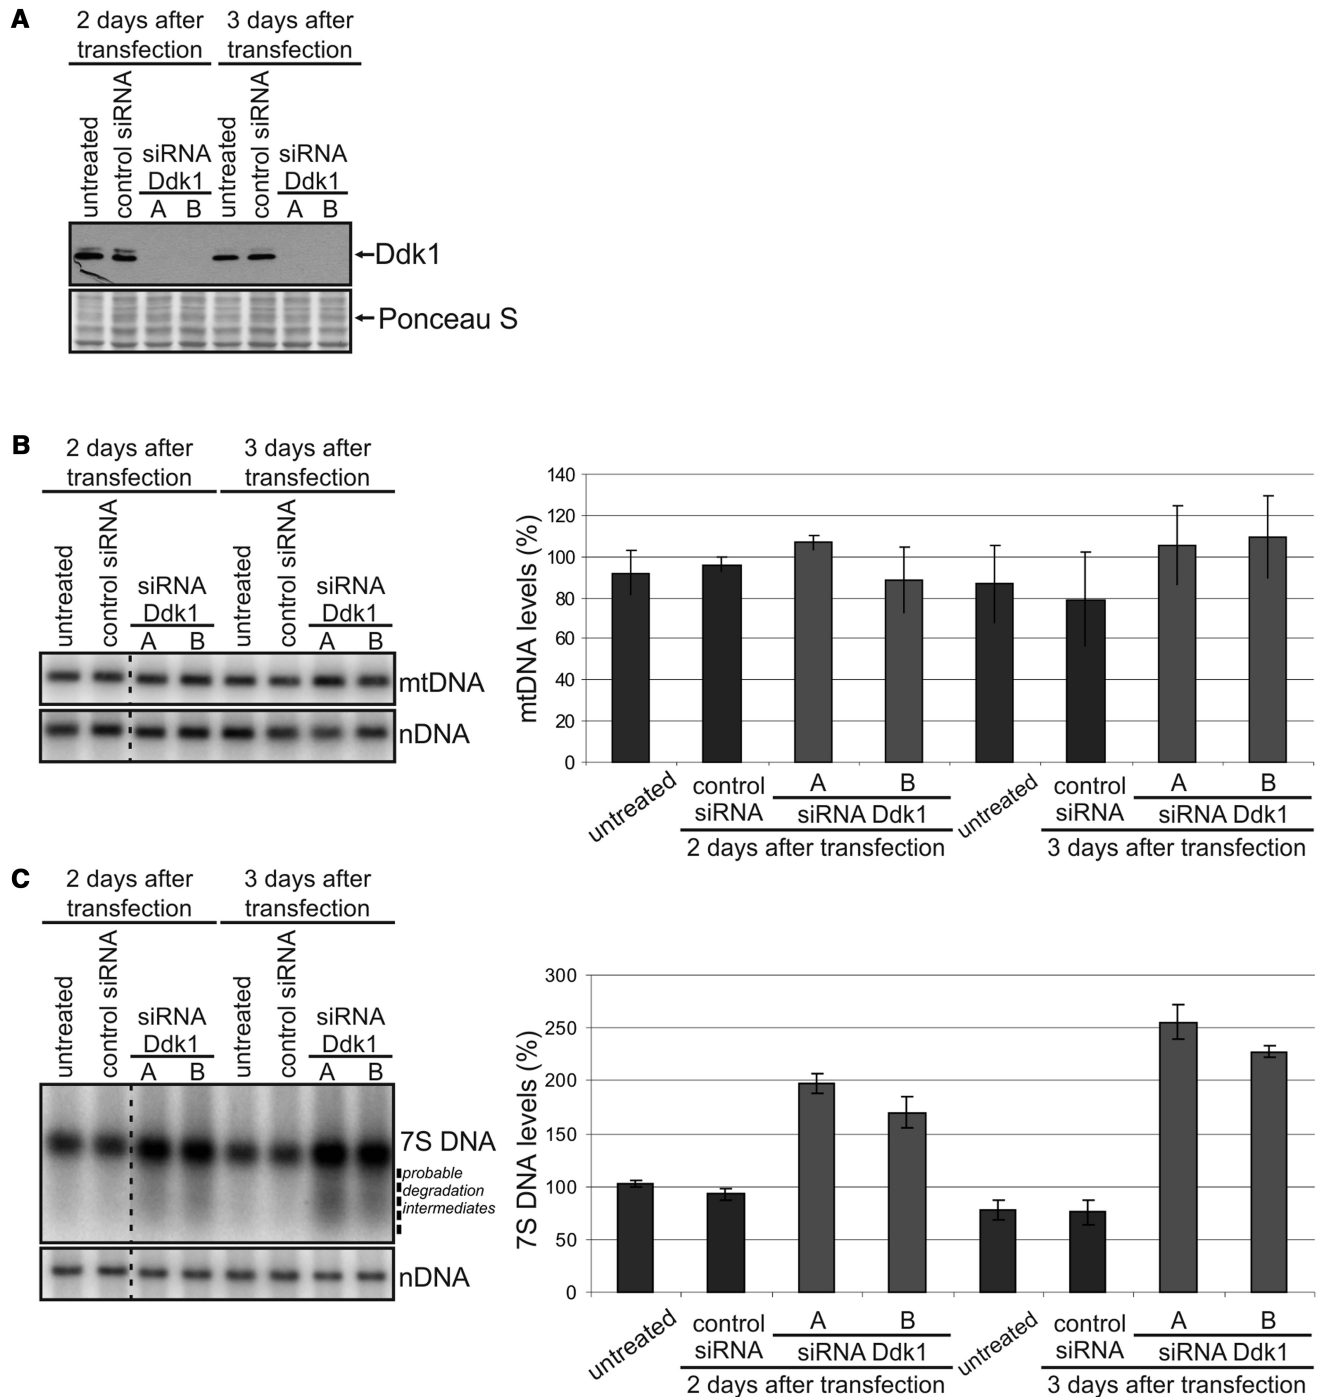 A
2 days after
transfection
3 days after
transfection
untreated
control siRNA
siRNA
Ddk1
A B
untreated
control siRNA
siRNA
Ddk1
A B
Ddk1
Ponceau S
B
2 days after
transfection
3 days after
transfection
untreated
control siRNA
siRNA
Ddk1
A B
untreated
control siRNA
siRNA
Ddk1
A B
mtDNA
nDNA
mtDNA levels (%)
140
120
100
80
60
40
20
0
untreated
control
siRNA
A B
siRNA Ddk1
2 days after transfection
untreated
control
siRNA
A B
siRNA Ddk1
3 days after transfection
C
2 days after
transfection
3 days after
transfection
untreated
control siRNA
siRNA
Ddk1
A B
untreated
control siRNA
siRNA
Ddk1
A B
7S DNA
probable
degradation
intermediates
nDNA
7S DNA levels (%)
300
250
200
150
100
50
0
untreated
control
siRNA
A B
siRNA Ddk1
2 days after transfection
untreated
control
siRNA
A B
siRNA Ddk1
3 days after transfection